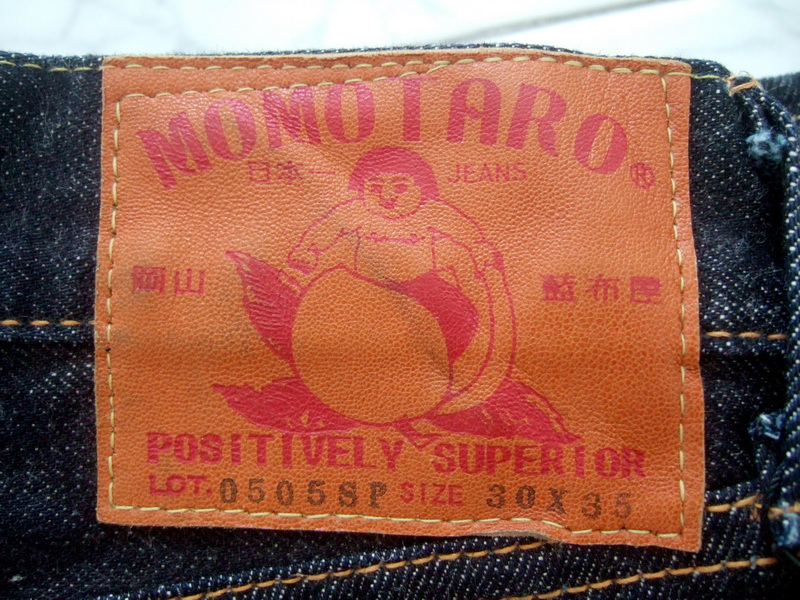 MOMOTARO®
日本一 JEANS
岡山 藍布屋
POSITIVELY SUPERIOR
LOT. 0505SP SIZE 30X35